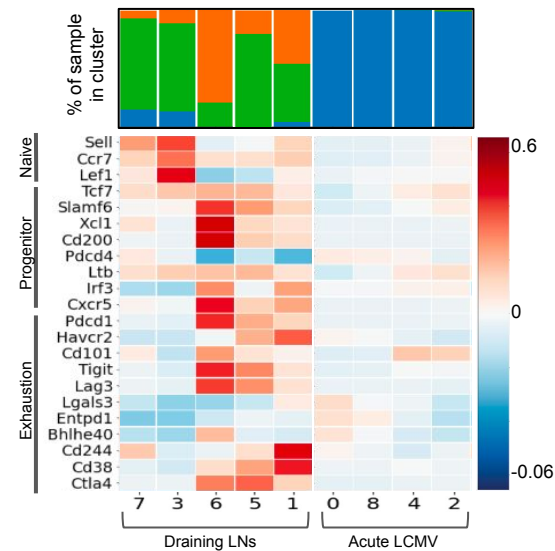 % of sample
in cluster
Naive
Progenitor
Exhaustion
Sell
Ccr7
Lef1
Tcf7
Slamf6
Xcl1
Cd200
Pdcd4
Ltb
Irf3
Cxcr5
Pdcd1
Havcr2
Cd101
Tigit
Lag3
Lgals3
Entpd1
Bhlhe40
Cd244
Cd38
Ctla4
0.6
0
-0.06
7 3 6 5 1 0 8 4 2
Draining LNs Acute LCMV